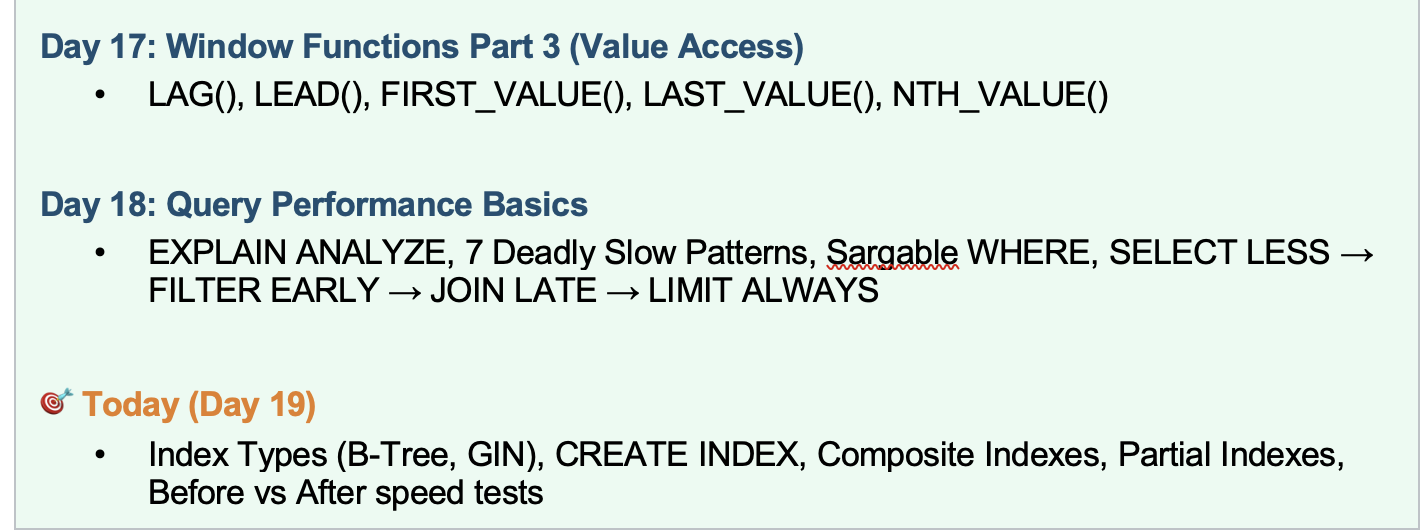 Day 17: Window Functions Part 3 (Value Access)
• LAG(), LEAD(), FIRST_VALUE(), LAST_VALUE(), NTH_VALUE()
Day 18: Query Performance Basics
• EXPLAIN ANALYZE, 7 Deadly Slow Patterns, Sargable WHERE, SELECT LESS →
FILTER EARLY → JOIN LATE → LIMIT ALWAYS
🎯 Today (Day 19)
• Index Types (B-Tree, GIN), CREATE INDEX, Composite Indexes, Partial Indexes,
Before vs After speed tests